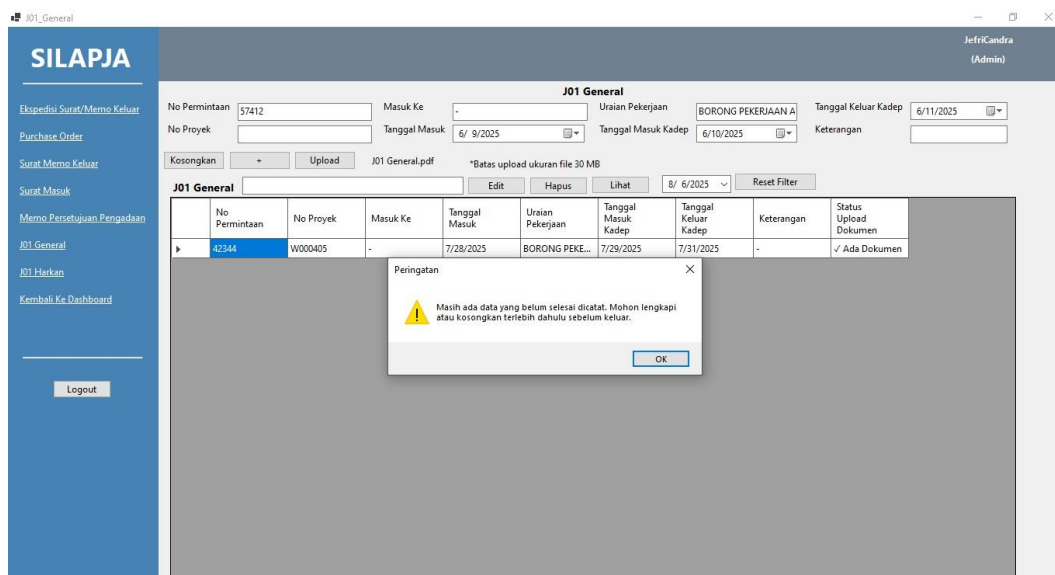 J01_General
SILAPJA
JefriCandra
(Admin)
Ekspedisi Surat/Memo Keluar
Purchase Order
Surat Memo Keluar
Surat Masuk
Memo Persetujuan Pengadaan
J01 General
J01 Harkan
Kembali Ke Dashboard
Logout
J01 General
No Permintaan 57412 Masuk Ke - Uraian Pekerjaan BORONG PEKERJAAN A Tanggal Keluar Kadep 6/11/2025
No Proyek Tanggal Masuk 6/ 9/2025 Tanggal Masuk Kadep 6/10/2025 Keterangan
Kosongkan + Upload J01 General.pdf *Batas upload ukuran file 30 MB
J01 General Edit Hapus Lihat 8/ 6/2025 Reset Filter
No Permintaan No Proyek Masuk Ke Tanggal Masuk Uraian Pekerjaan Tanggal Masuk Kadep Tanggal Keluar Kadep Keterangan Status Upload Dokumen
42344 W000405 - 7/28/2025 BORONG PEKE... 7/29/2025 7/31/2025 - ✓ Ada Dokumen
Peringatan
Masih ada data yang belum selesai dicatat. Mohon lengkapi
atau kosongkan terlebih dahulu sebelum keluar.
OK